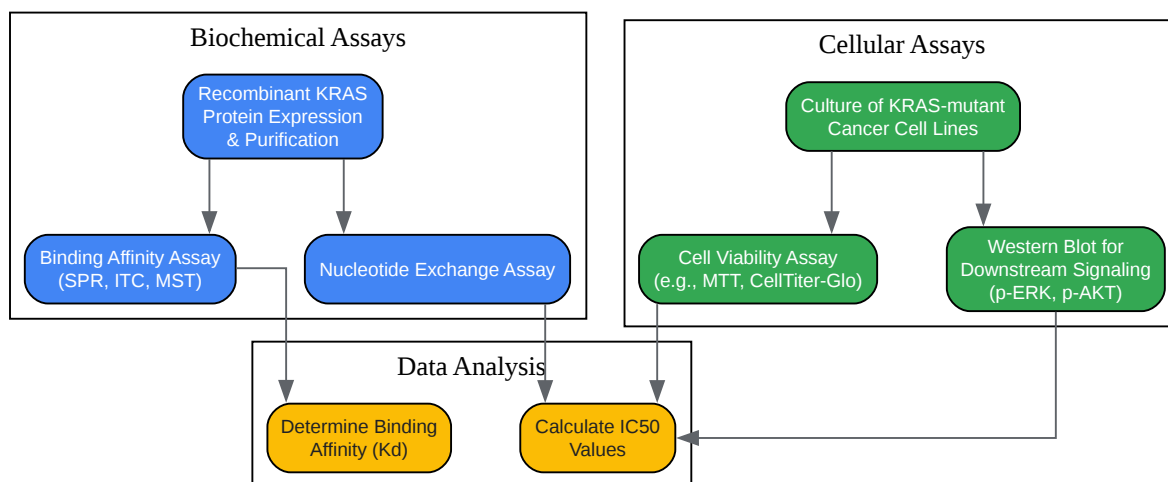 Biochemical Assays
Recombinant KRAS
Protein Expression
& Purification
Binding Affinity Assay
(SPR, ITC, MST)
Nucleotide Exchange Assay
Cellular Assays
Culture of KRAS-mutant
Cancer Cell Lines
Cell Viability Assay
(e.g., MTT, CellTiter-Glo)
Western Blot for
Downstream Signaling
(p-ERK, p-AKT)
Data Analysis
Determine Binding
Affinity (Kd)
Calculate IC50
Values